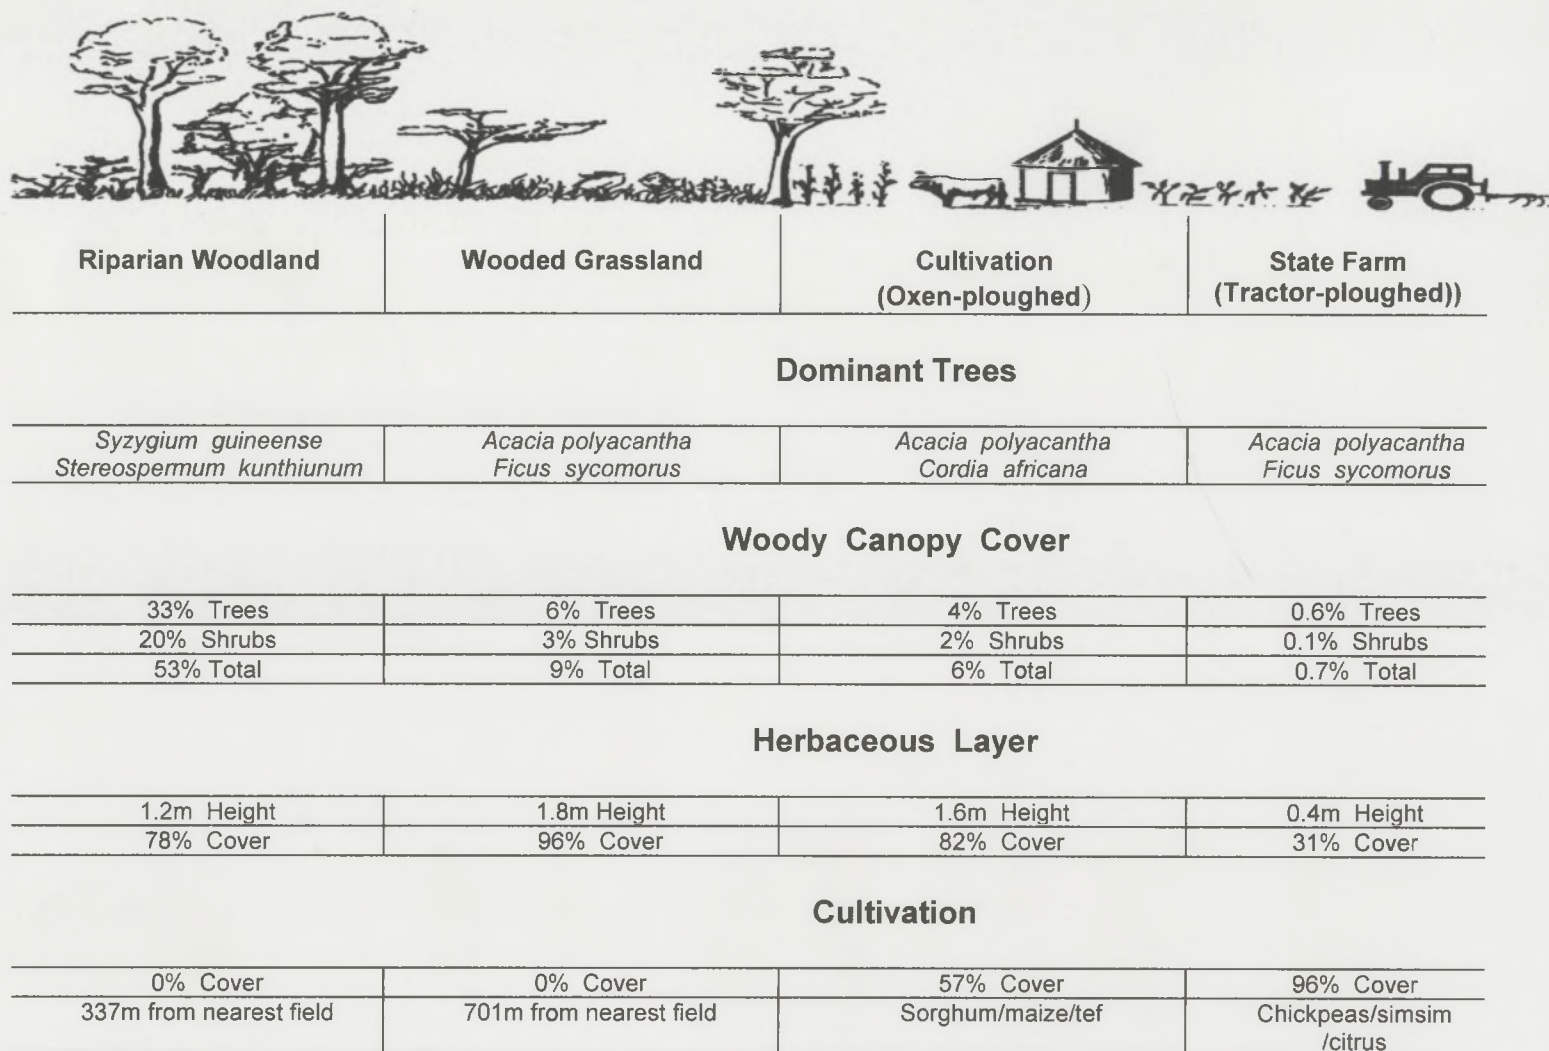 Riparian Woodland Wooded Grassland Cultivation State Farm
(Oxen-ploughed) (Tractor-ploughed))
Dominant Trees
Syzygium guineense Acacia polyacantha Acacia polyacantha Acacia polyacantha
Stereospermum kunthiunum Ficus sycomorus Cordia africana Ficus sycomorus
Woody Canopy Cover
33% Trees 6% Trees 4% Trees 0.6% Trees
20% Shrubs 3% Shrubs 2% Shrubs 0.1% Shrubs
53% Total 9% Total 6% Total 0.7% Total
Herbaceous Layer
1.2m Height 1.8m Height 1.6m Height 0.4m Height
78% Cover 96% Cover 82% Cover 31% Cover
Cultivation
0% Cover 0% Cover 57% Cover 96% Cover
337m from nearest field 701m from nearest field Sorghum/maize/tef Chickpeas/simsim
/citrus